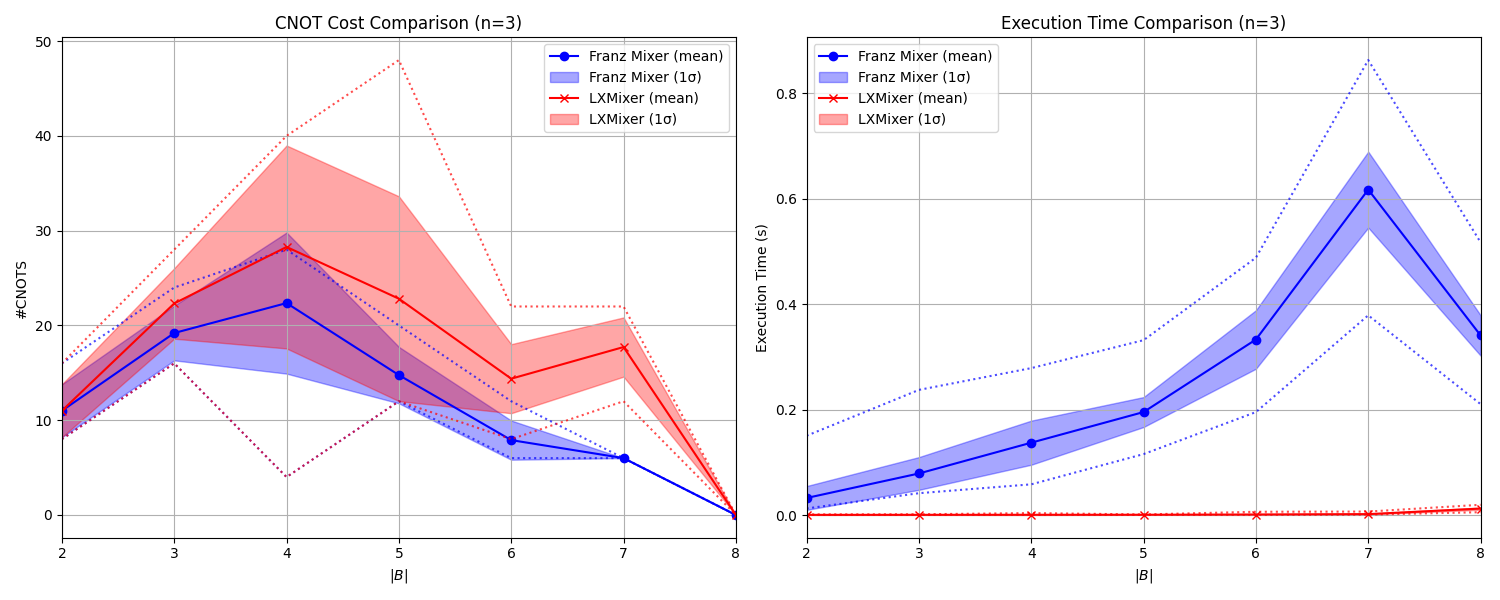 CNOT Cost Comparison (n=3)
#CNOTS
50
40
30
20
10
0
2 3 4 5 6 7 8
|B|
Franz Mixer (mean)
Franz Mixer (1σ)
LXMixer (mean)
LXMixer (1σ)
Execution Time Comparison (n=3)
Execution Time (s)
0.8
0.6
0.4
0.2
0.0
2 3 4 5 6 7 8
|B|
Franz Mixer (mean)
Franz Mixer (1σ)
LXMixer (mean)
LXMixer (1σ)